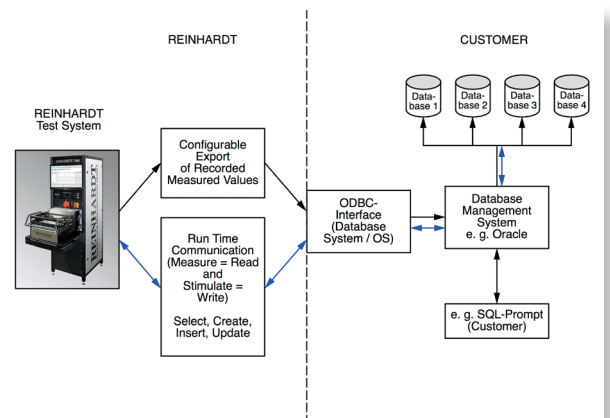 REINHARDT
CUSTOMER
REINHARDT
Test System
Data-
base 1
Data-
base 2
Data-
base 3
Data-
base 4
Configurable
Export
of Recorded
Measured Values
Run Time
Communication
(Measure = Read
and
Stimulate =
Write)
Select, Create,
Insert, Update
ODBC-
Interface
(Database
System / OS)
Database
Management
System
e. g. Oracle
e. g. SQL-Prompt
(Customer)
REINHARDT